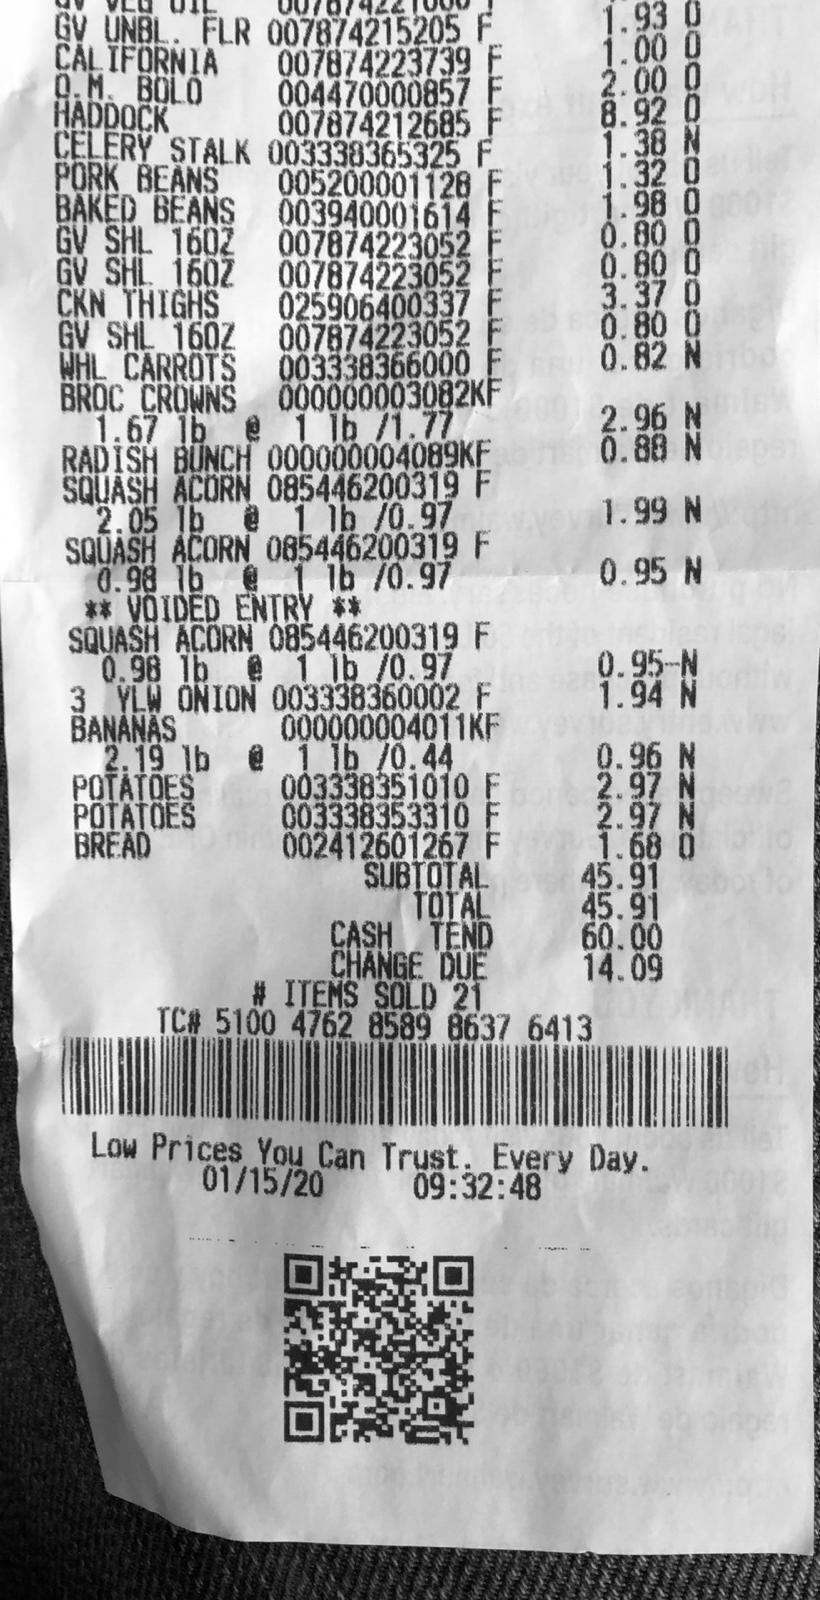 GV VEG OIL
GV UNBL. FLR 007874215205 F 1.93 O
CALIFORNIA 007874223739 F 1.00 O
O.M. BOLO 004470000857 F 2.00 O
HADDOCK 007874212685 F 8.92 O
CELERY STALK 003338365325 F 1.38 N
PORK BEANS 005200001128 F 1.32 O
BAKED BEANS 003940001614 F 1.98 O
GV SHL 16OZ 007874223052 F 0.80 O
GV SHL 16OZ 007874223052 F 0.80 O
CKN THIGHS 025906400337 F 3.37 O
GV SHL 16OZ 007874223052 F 0.80 O
WHL CARROTS 003338366000 F 0.82 N
BROC CROWNS 000000003082KF
1.67 lb @ 1 lb /1.77 2.96 N
RADISH BUNCH 000000004089KF 0.88 N
SQUASH ACORN 085446200319 F
2.05 lb @ 1 lb /0.97 1.99 N
SQUASH ACORN 085446200319 F
0.98 lb @ 1 lb /0.97 0.95 N
** VOIDED ENTRY **
SQUASH ACORN 085446200319 F
0.98 lb @ 1 lb /0.97 0.95-N
3 YLW ONION 003338360002 F 1.94 N
BANANAS 000000004011KF
2.19 lb @ 1 lb /0.44 0.96 N
POTATOES 003338351010 F 2.97 N
POTATOES 003338353310 F 2.97 N
BREAD 002412601267 F 1.68 O
SUBTOTAL 45.91
TOTAL 45.91
CASH TEND 60.00
CHANGE DUE 14.09
# ITEMS SOLD 21
TC# 5100 4762 8589 8637 6413
Low Prices You Can Trust. Every Day.
01/15/20 09:32:48